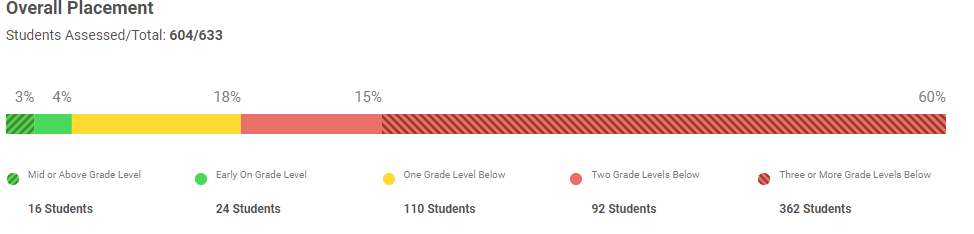 Overall Placement
Students Assessed/Total: 604/633
3% 4% 18% 15% 60%
Mid or Above Grade Level Early On Grade Level One Grade Level Below Two Grade Levels Below Three or More Grade Levels Below
16 Students 24 Students 110 Students 92 Students 362 Students